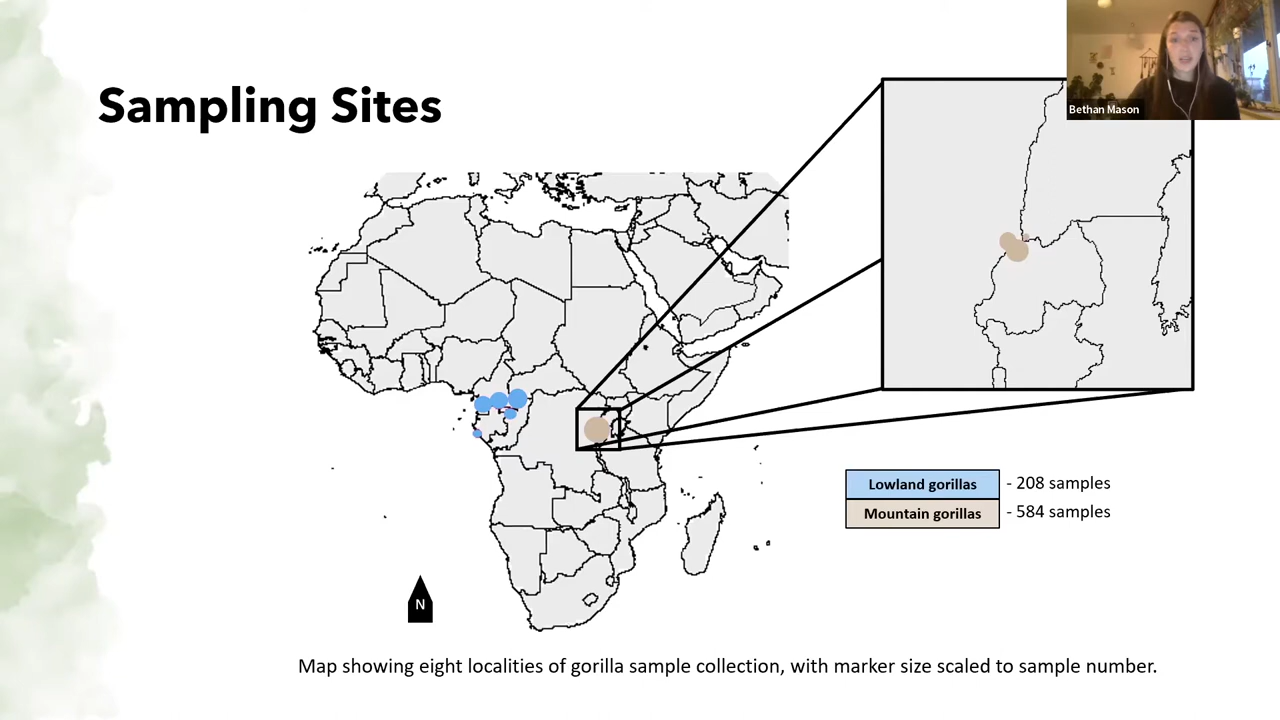 Bethan Mason
Sampling Sites
Lowland gorillas - 208 samples
Mountain gorillas - 584 samples
N
Map showing eight localities of gorilla sample collection, with marker size scaled to sample number.